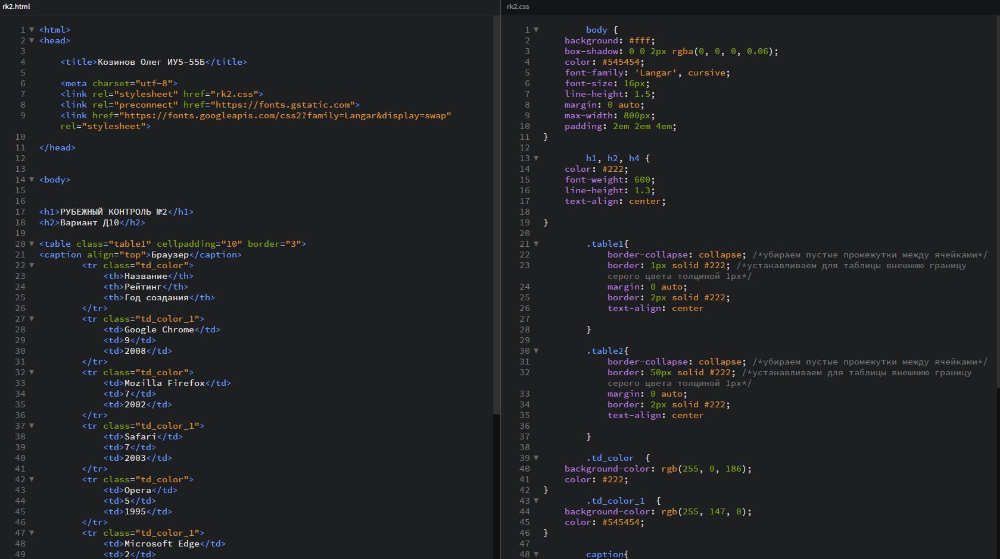 rk2.html
1 <html>
2 <head>
3
4 <title>Козинов Олег ИУ5-55Б</title>
5
6 <meta charset="utf-8">
7 <link rel="stylesheet" href="rk2.css">
8 <link rel="preconnect" href="https://fonts.gstatic.com">
9 <link href="https://fonts.googleapis.com/css2?family=Langar&display=swap"
rel="stylesheet">
10
11 </head>
12
13
14 <body>
15
16
17 <h1>РУБЕЖНЫЙ КОНТРОЛЬ №2</h1>
18 <h2>Вариант Д10</h2>
19
20 <table class="table1" cellpadding="10" border="3">
21 <caption align="top">Браузер</caption>
22 <tr class="td_color">
23 <th>Название</th>
24 <th>Рейтинг</th>
25 <th>Год создания</th>
26 </tr>
27 <tr class="td_color_1">
28 <td>Google Chrome</td>
29 <td>9</td>
30 <td>2008</td>
31 </tr>
32 <tr class="td_color">
33 <td>Mozilla Firefox</td>
34 <td>7</td>
35 <td>2002</td>
36 </tr>
37 <tr class="td_color_1">
38 <td>Safari</td>
39 <td>7</td>
40 <td>2003</td>
41 </tr>
42 <tr class="td_color">
43 <td>Opera</td>
44 <td>5</td>
45 <td>1995</td>
46 </tr>
47 <tr class="td_color_1">
48 <td>Microsoft Edge</td>
49 <td>2</td>
rk2.css
1 body {
2 background: #fff;
3 box-shadow: 0 0 2px rgba(0, 0, 0, 0.06);
4 color: #545454;
5 font-family: 'Langar', cursive;
6 font-size: 16px;
7 line-height: 1.5;
8 margin: 0 auto;
9 max-width: 800px;
10 padding: 2em 2em 4em;
11 }
12
13 h1, h2, h4 {
14 color: #222;
15 font-weight: 600;
16 line-height: 1.3;
17 text-align: center;
18
19 }
20
21 .table1{
22 border-collapse: collapse; /*убираем пустые промежутки между ячейками*/
23 border: 1px solid #222; /*устанавливаем для таблицы внешнюю границу
серого цвета толщиной 1px*/
24 margin: 0 auto;
25 border: 2px solid #222;
26 text-align: center
27
28 }
29
30 .table2{
31 border-collapse: collapse; /*убираем пустые промежутки между ячейками*/
32 border: 50px solid #222; /*устанавливаем для таблицы внешнюю границу
серого цвета толщиной 1px*/
33 margin: 0 auto;
34 border: 2px solid #222;
35 text-align: center
36
37 }
38
39 .td_color {
40 background-color: rgb(255, 0, 186);
41 color: #222;
42 }
43 .td_color_1 {
44 background-color: rgb(255, 147, 0);
45 color: #545454;
46 }
47
48 caption{